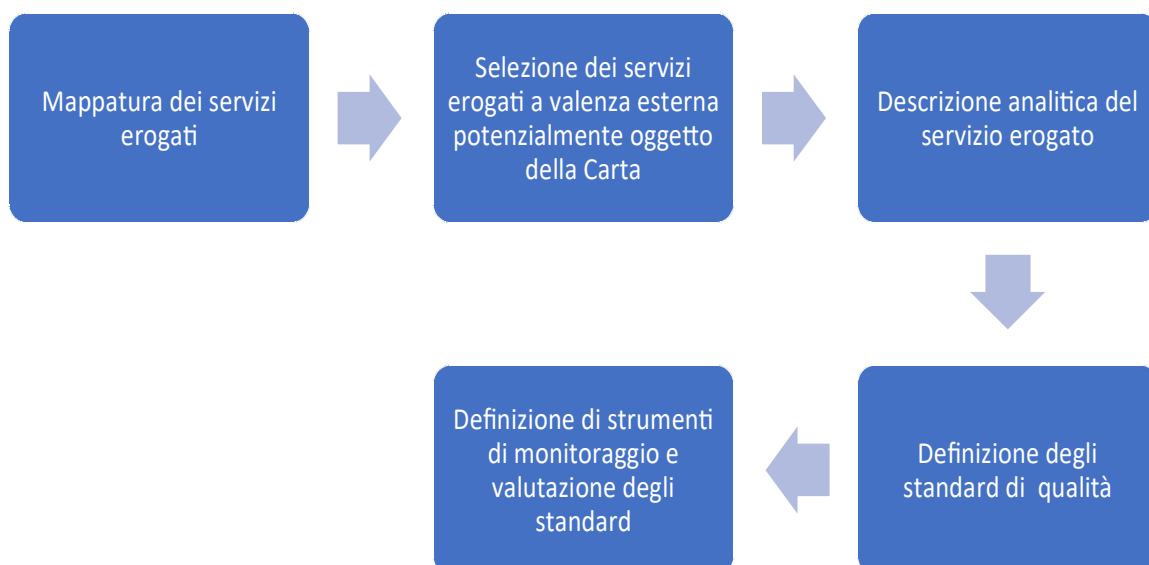 Mappatura dei servizi
erogati
Selezione dei servizi
erogati a valenza esterna
potenzialmente oggetto
della Carta
Descrizione analitica del
servizio erogato
Definizione degli
standard di  qualità
Definizione di strumenti
di monitoraggio e
valutazione degli
standard